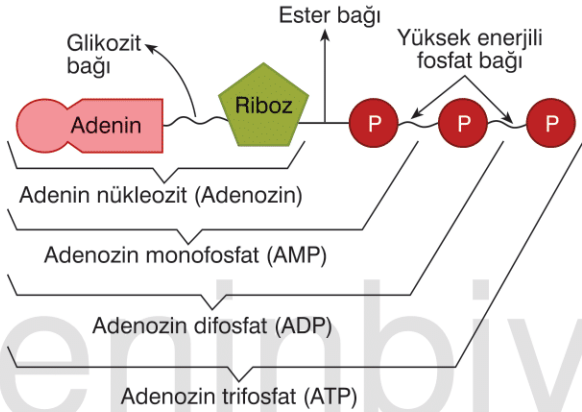 Ester bağı
Glikozit
bağı
Yüksek enerjili
fosfat bağı
Adenin
Riboz
P
P
P
Adenin nükleozit (Adenozin)
Adenozin monofosfat (AMP)
Adenozin difosfat (ADP)
Adenozin trifosfat (ATP)
eninbiy